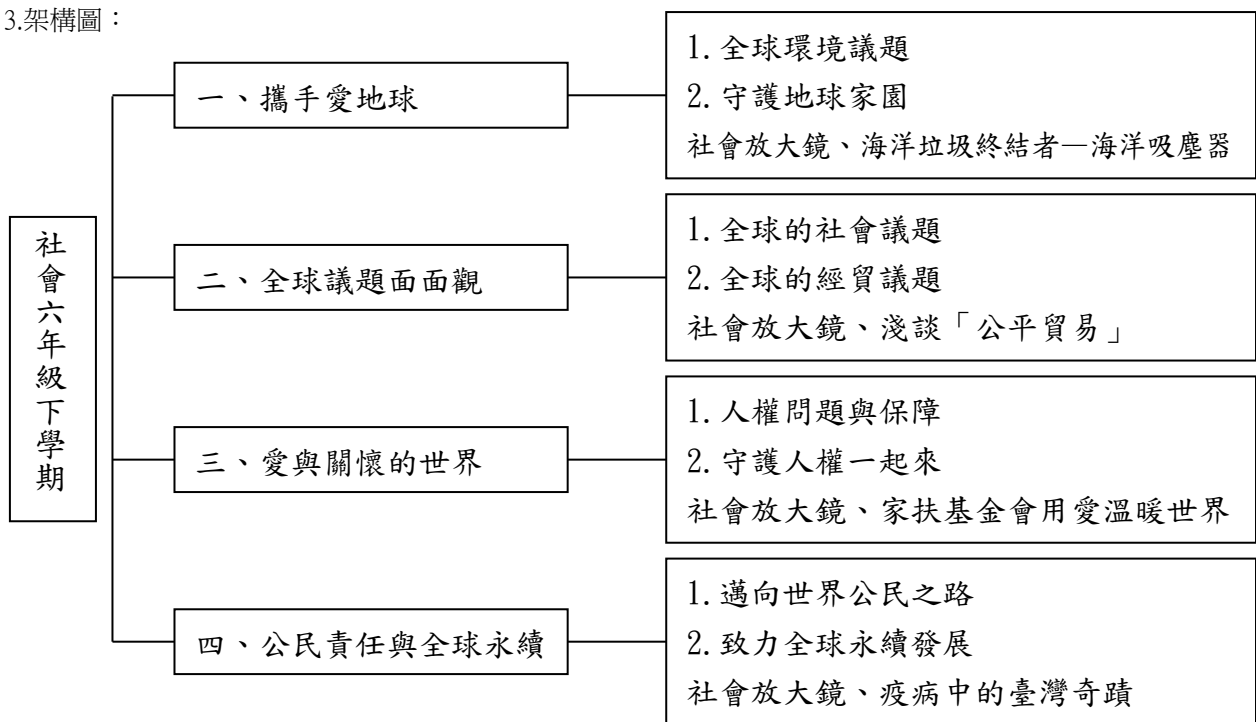 3.架構圖：
社會六年級下學期
一、攜手愛地球
1.全球環境議題
2.守護地球家園
社會放大鏡、海洋垃圾終結者—海洋吸塵器
二、全球議題面面觀
1.全球的社會議題
2.全球的經貿議題
社會放大鏡、淺談「公平貿易」
三、愛與關懷的世界
1.人權問題與保障
2.守護人權一起來
社會放大鏡、家扶基金會用愛溫暖世界
四、公民責任與全球永續
1.邁向世界公民之路
2.致力全球永續發展
社會放大鏡、疫病中的臺灣奇蹟